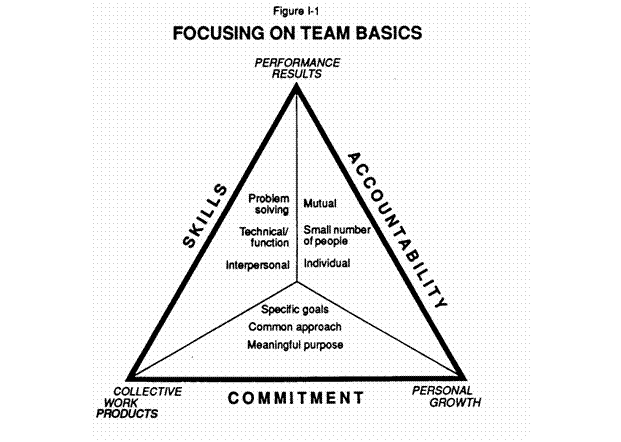 Figure I-1
FOCUSING ON TEAM BASICS
PERFORMANCE
RESULTS
SKILLS
ACCOUNTABILITY
Problem
solving
Technical/
function
Interpersonal
Mutual
Small number
of people
Individual
Specific goals
Common approach
Meaningful purpose
COLLECTIVE
WORK
PRODUCTS
COMMITMENT
PERSONAL
GROWTH